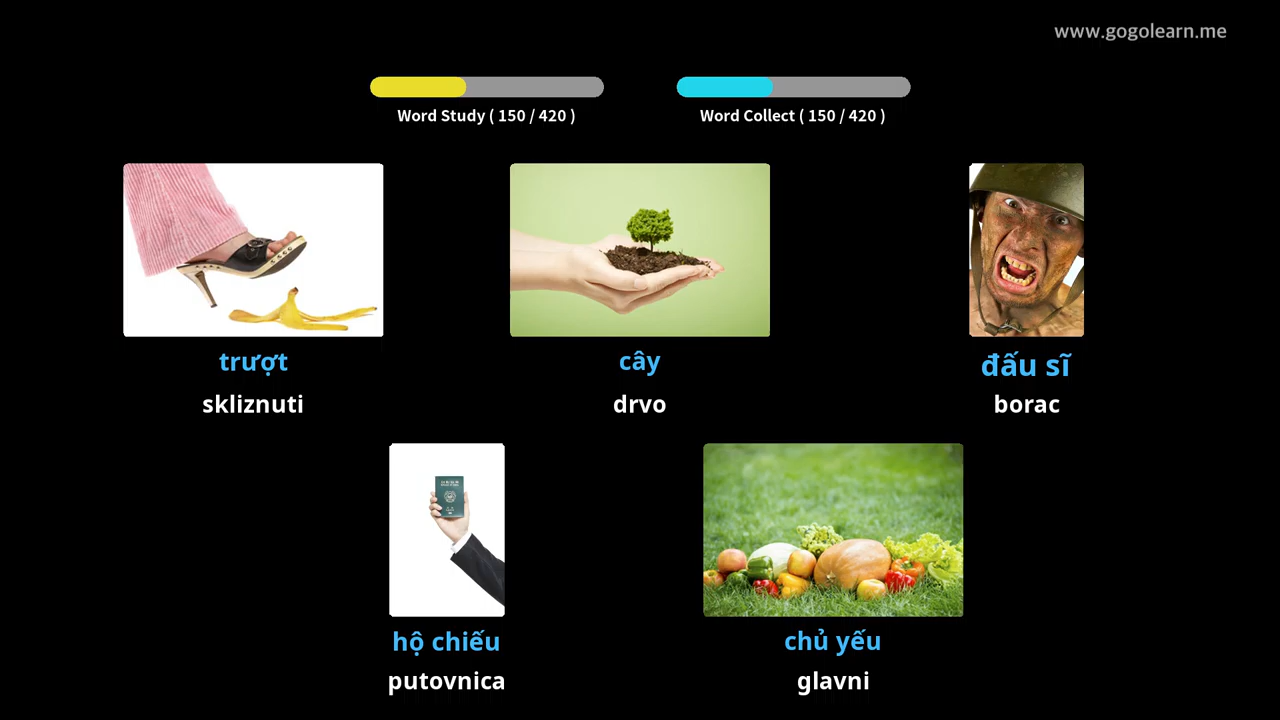 www.gogolearn.me
Word Study ( 150 / 420 )
Word Collect ( 150 / 420 )
trượt
cây
đấu sĩ
skliznuti
drvo
borac
hộ chiếu
chủ yếu
putovnica
glavni